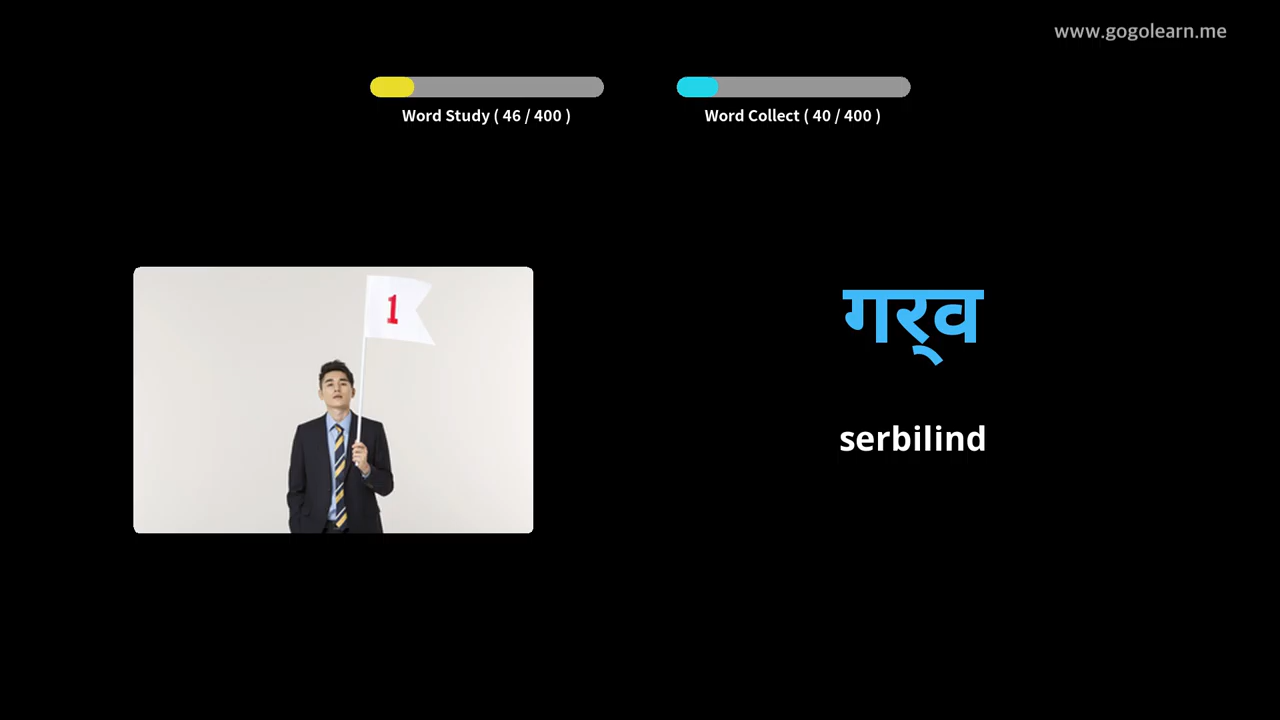 www.gogolearn.me
Word Study ( 46 / 400 )
Word Collect ( 40 / 400 )
1
गर्‌व
serbilind